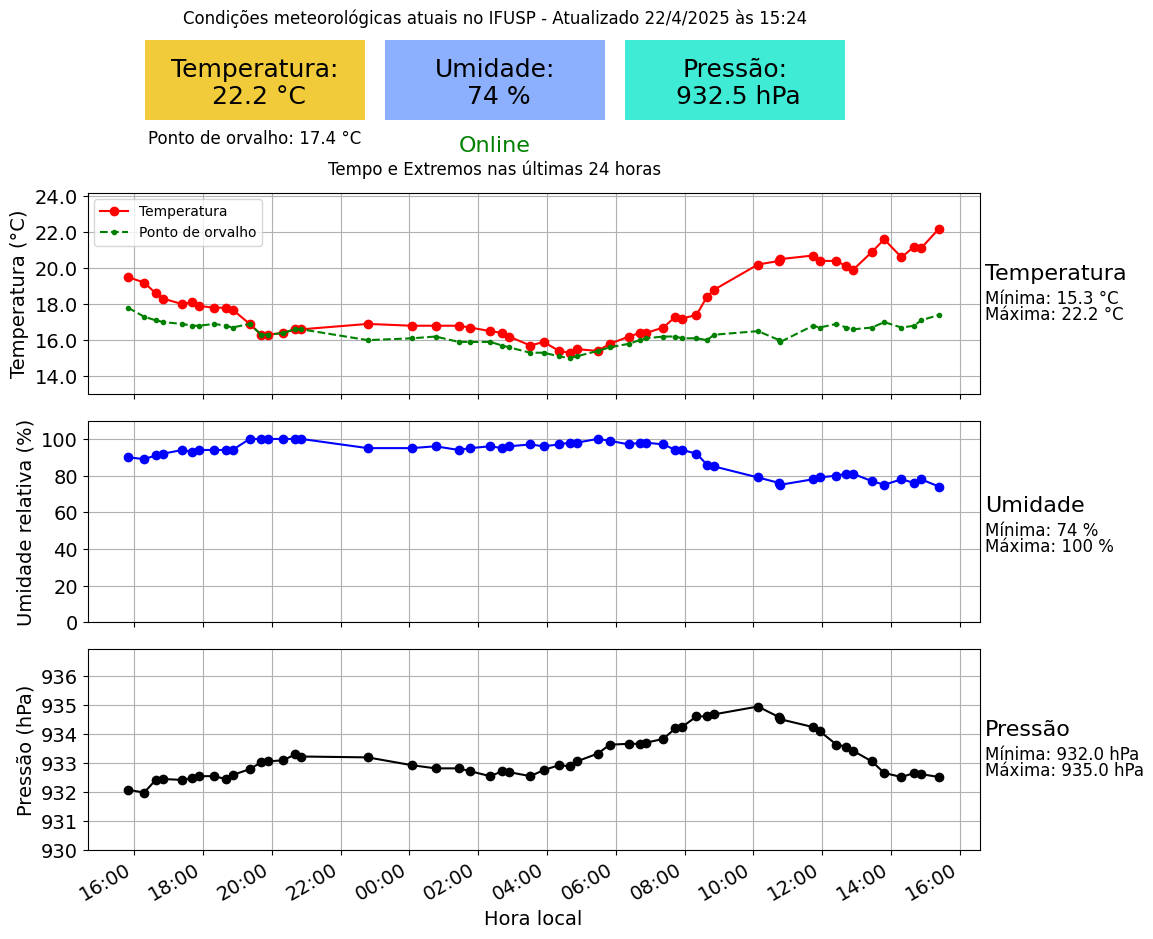 Condições meteorológicas atuais no IFUSP - Atualizado 22/4/2025 às 15:24
Temperatura:
22.2 °C
Umidade:
74 %
Pressão:
932.5 hPa
Ponto de orvalho: 17.4 °C
Online
Tempo e Extremos nas últimas 24 horas
Temperatura (°C)
24.0
22.0
20.0
18.0
16.0
14.0
Temperatura
Ponto de orvalho
Temperatura
Mínima: 15.3 °C
Máxima: 22.2 °C
Umidade relativa (%)
100
80
60
40
20
0
Umidade
Mínima: 74 %
Máxima: 100 %
Pressão (hPa)
936
935
934
933
932
931
930
Pressão
Mínima: 932.0 hPa
Máxima: 935.0 hPa
16:00 18:00 20:00 22:00 00:00 02:00 04:00 06:00 08:00 10:00 12:00 14:00 16:00
Hora local